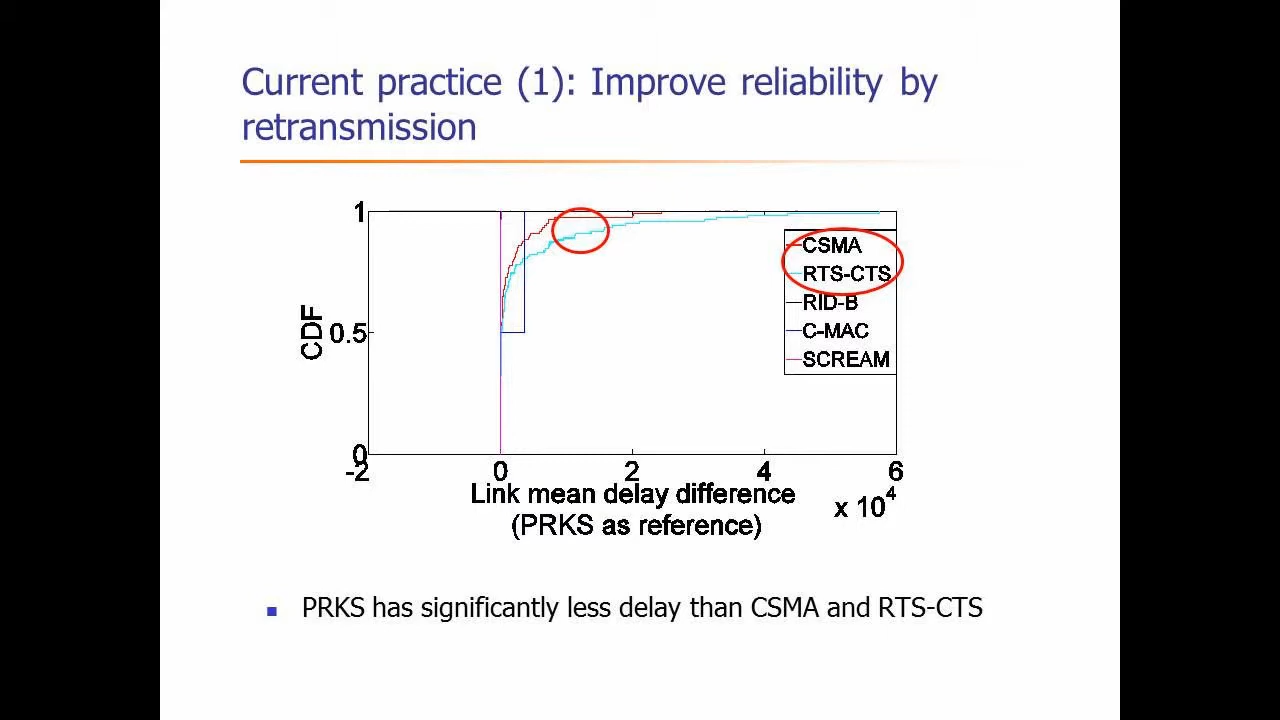 Current practice (1): Improve reliability by
retransmission
1
0.5
0
CDF
-2
0
2
4
6
x 10^4
Link mean delay difference
(PRKS as reference)
CSMA
RTS-CTS
RID-B
C-MAC
SCREAM
PRKS has significantly less delay than CSMA and RTS-CTS